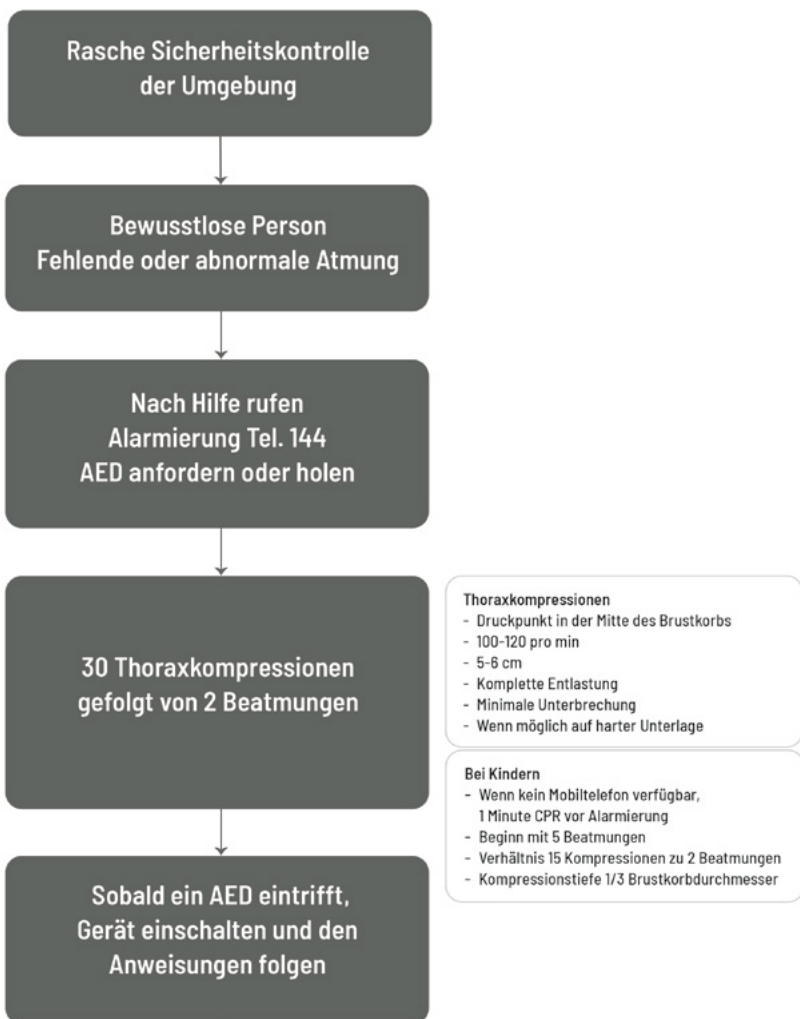 Rasche Sicherheitskontrolle
der Umgebung
Bewusstlose Person
Fehlende oder abnormale Atmung
Nach Hilfe rufen
Alarmierung Tel. 144
AED anfordern oder holen
30 Thoraxkompressionen
gefolgt von 2 Beatmungen
Thoraxkompressionen
- Druckpunkt in der Mitte des Brustkorbs
- 100-120 pro min
- 5-6 cm
- Komplette Entlastung
- Minimale Unterbrechung
- Wenn möglich auf harter Unterlage
Bei Kindern
- Wenn kein Mobiltelefon verfügbar,
1 Minute CPR vor Alarmierung
- Beginn mit 5 Beatmungen
- Verhältnis 15 Kompressionen zu 2 Beatmungen
- Kompressionstiefe 1/3 Brustkorbdurchmesser
Sobald ein AED eintrifft,
Gerät einschalten und den
Anweisungen folgen